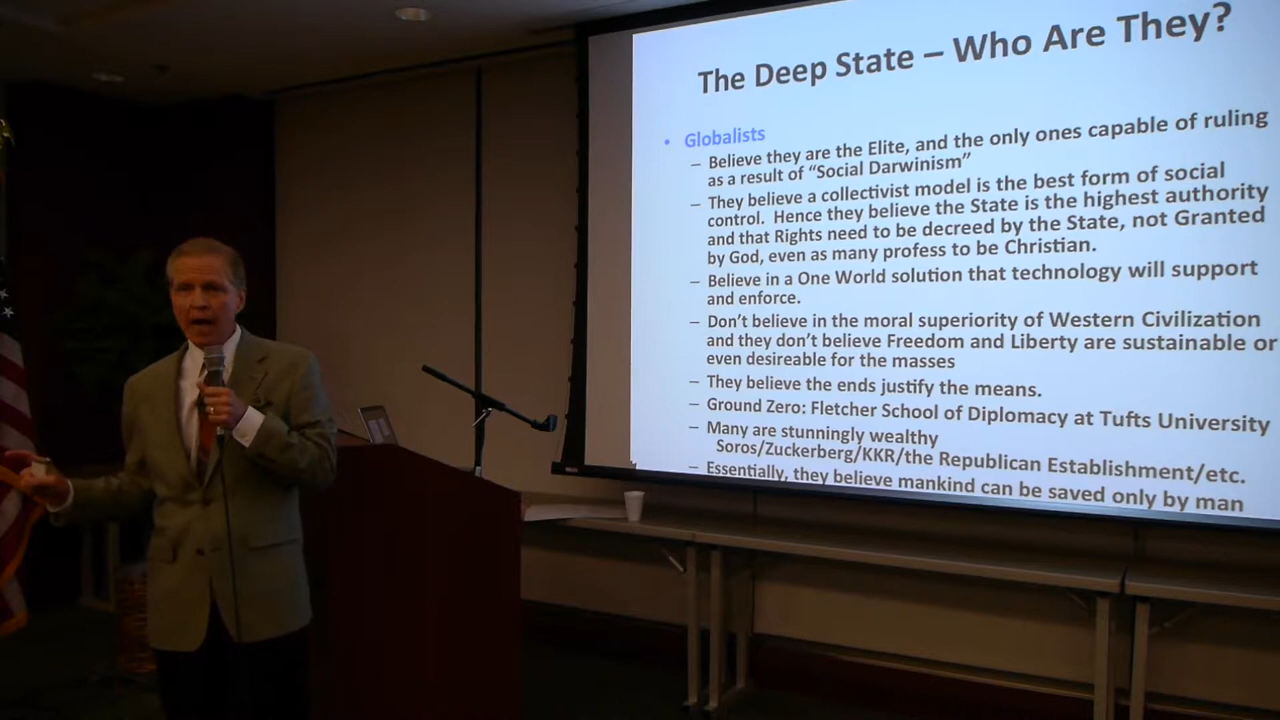 The Deep State – Who Are They?
• Globalists
– Believe they are the Elite, and the only ones capable of ruling
as a result of “Social Darwinism”
– They believe a collectivist model is the best form of social
control.  Hence they believe the State is the highest authority
and that Rights need to be decreed by the State, not Granted
by God, even as many profess to be Christian.
– Believe in a One World solution that technology will support
and enforce.
– Don’t believe in the moral superiority of Western Civilization
and they don’t believe Freedom and Liberty are sustainable or
even desireable for the masses
– They believe the ends justify the means.
– Ground Zero: Fletcher School of Diplomacy at Tufts University
– Many are stunningly wealthy
Soros/Zuckerberg/KKR/the Republican Establishment/etc.
– Essentially, they believe mankind can be saved only by man